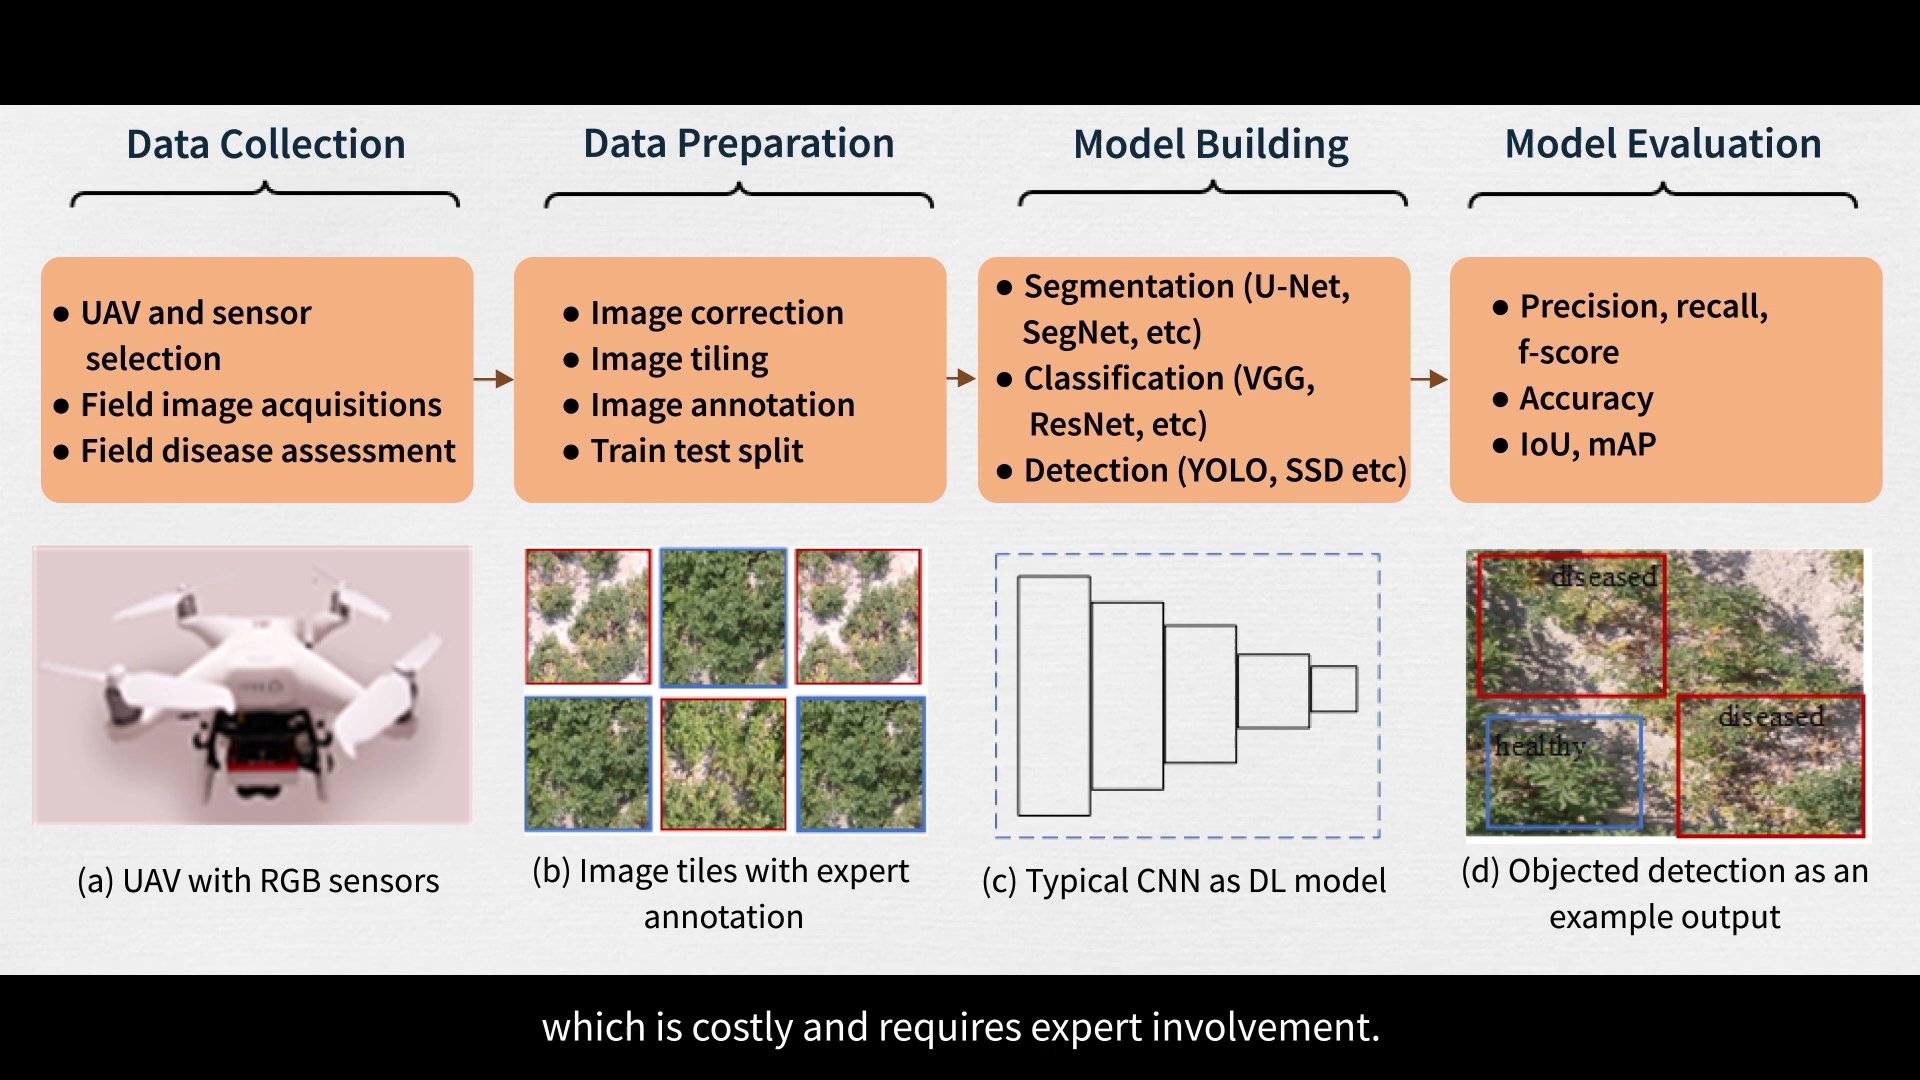 Data Collection
● UAV and sensor
selection
● Field image acquisitions
● Field disease assessment
(a) UAV with RGB sensors
Data Preparation
● Image correction
● Image tiling
● Image annotation
● Train test split
(b) Image tiles with expert
annotation
Model Building
● Segmentation (U-Net,
SegNet, etc)
● Classification (VGG,
ResNet, etc)
● Detection (YOLO, SSD etc)
(c) Typical CNN as DL model
Model Evaluation
● Precision, recall,
f-score
● Accuracy
● IoU, mAP
diseased
diseased
healthy
(d) Objected detection as an
example output
which is costly and requires expert involvement.